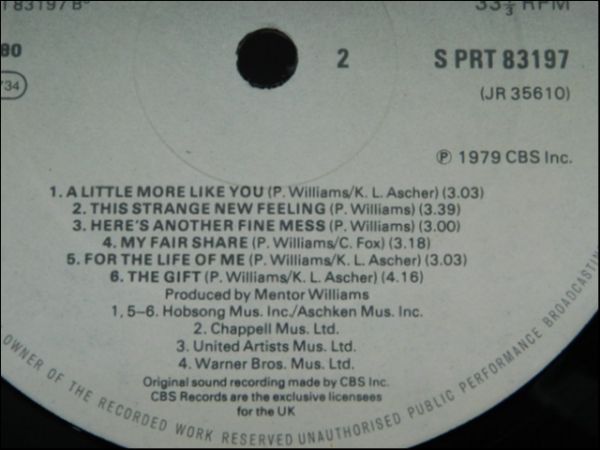 33⅓ RPM
80
2
S PRT 83197
(JR 35610)
734
℗ 1979 CBS Inc.
1. A LITTLE MORE LIKE YOU (P. Williams/K. L. Ascher) (3.03)
2. THIS STRANGE NEW FEELING (P. Williams) (3.39)
3. HERE'S ANOTHER FINE MESS (P. Williams) (3.00)
4. MY FAIR SHARE (P. Williams/C. Fox) (3.18)
5. FOR THE LIFE OF ME (P. Williams/K. L. Ascher) (3.03)
6. THE GIFT (P. Williams/K. L. Ascher) (4.16)
Produced by Mentor Williams
1, 5–6. Hobsong Mus. Inc./Aschken Mus. Inc.
2. Chappell Mus. Ltd.
3. United Artists Mus. Ltd.
4. Warner Bros. Mus. Ltd.
Original sound recording made by CBS Inc.
CBS Records are the exclusive licensees
for the UK
OWNER OF THE RECORDED WORK RESERVED UNAUTHORISED PUBLIC PERFORMANCE BROADCASTING